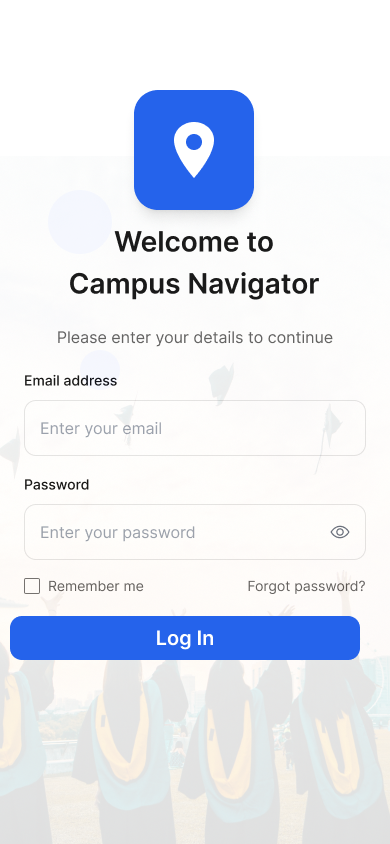 Welcome to
Campus Navigator
Please enter your details to continue
Email address
Enter your email
Password
Enter your password
Remember me
Forgot password?
Log In